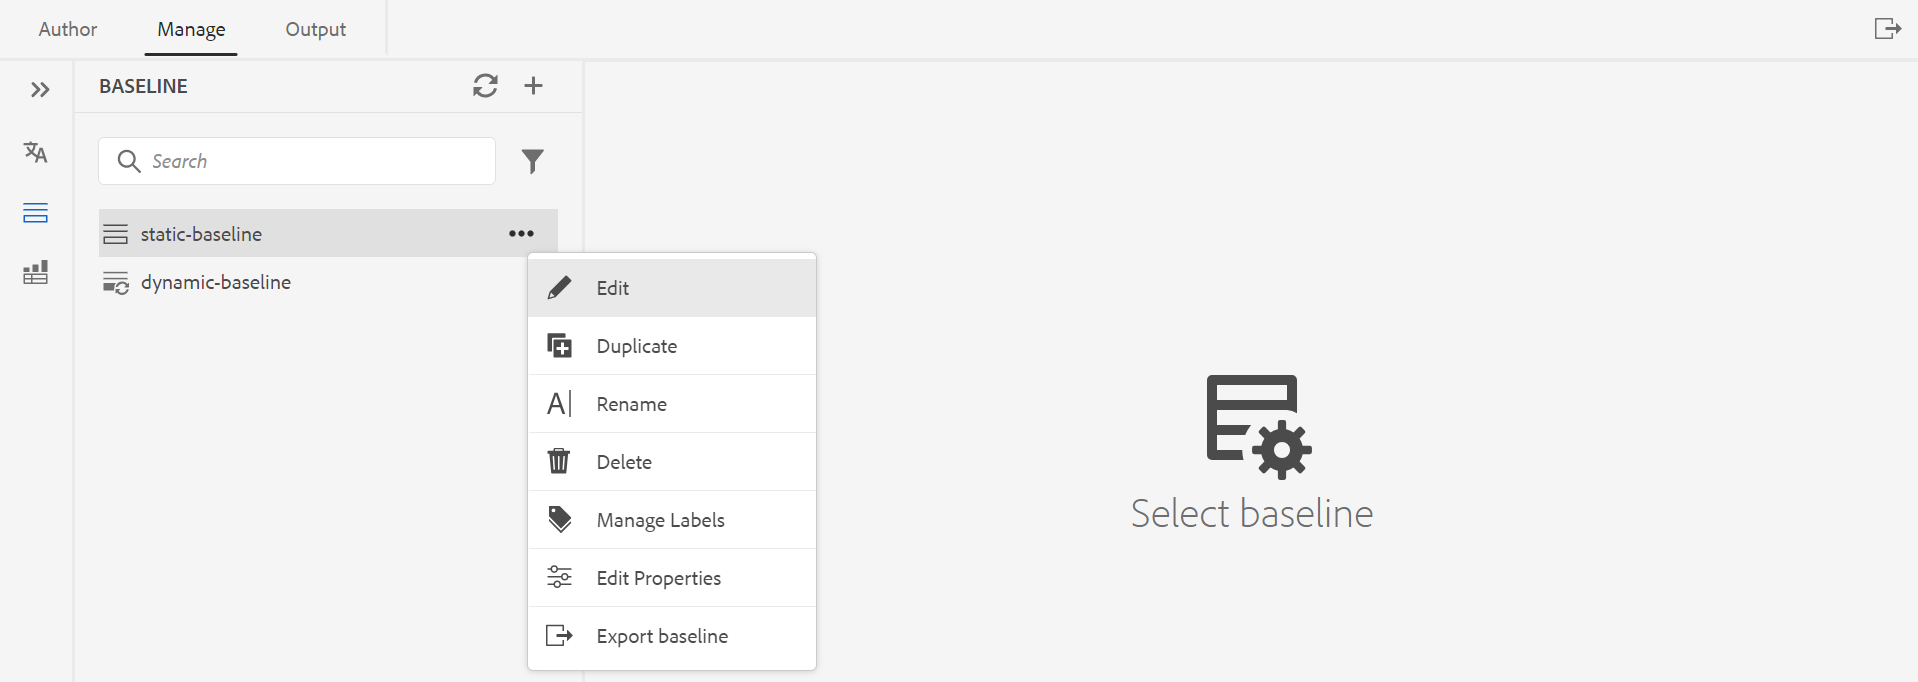 Author
Manage
Output
BASELINE
Search
static-baseline
dynamic-baseline
Edit
Duplicate
Rename
Delete
Manage Labels
Edit Properties
Export baseline
Select baseline